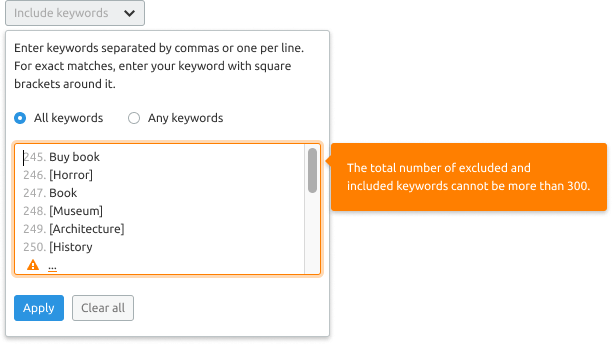 Include keywords
Enter keywords separated by commas or one per line.
For exact matches, enter your keyword with square
brackets around it.
All keywords
Any keywords
245. Buy book
246. [Horror]
247. Book
248. [Museum]
249. [Architecture]
250. [History
...
The total number of excluded and
included keywords cannot be more than 300.
Apply
Clear all